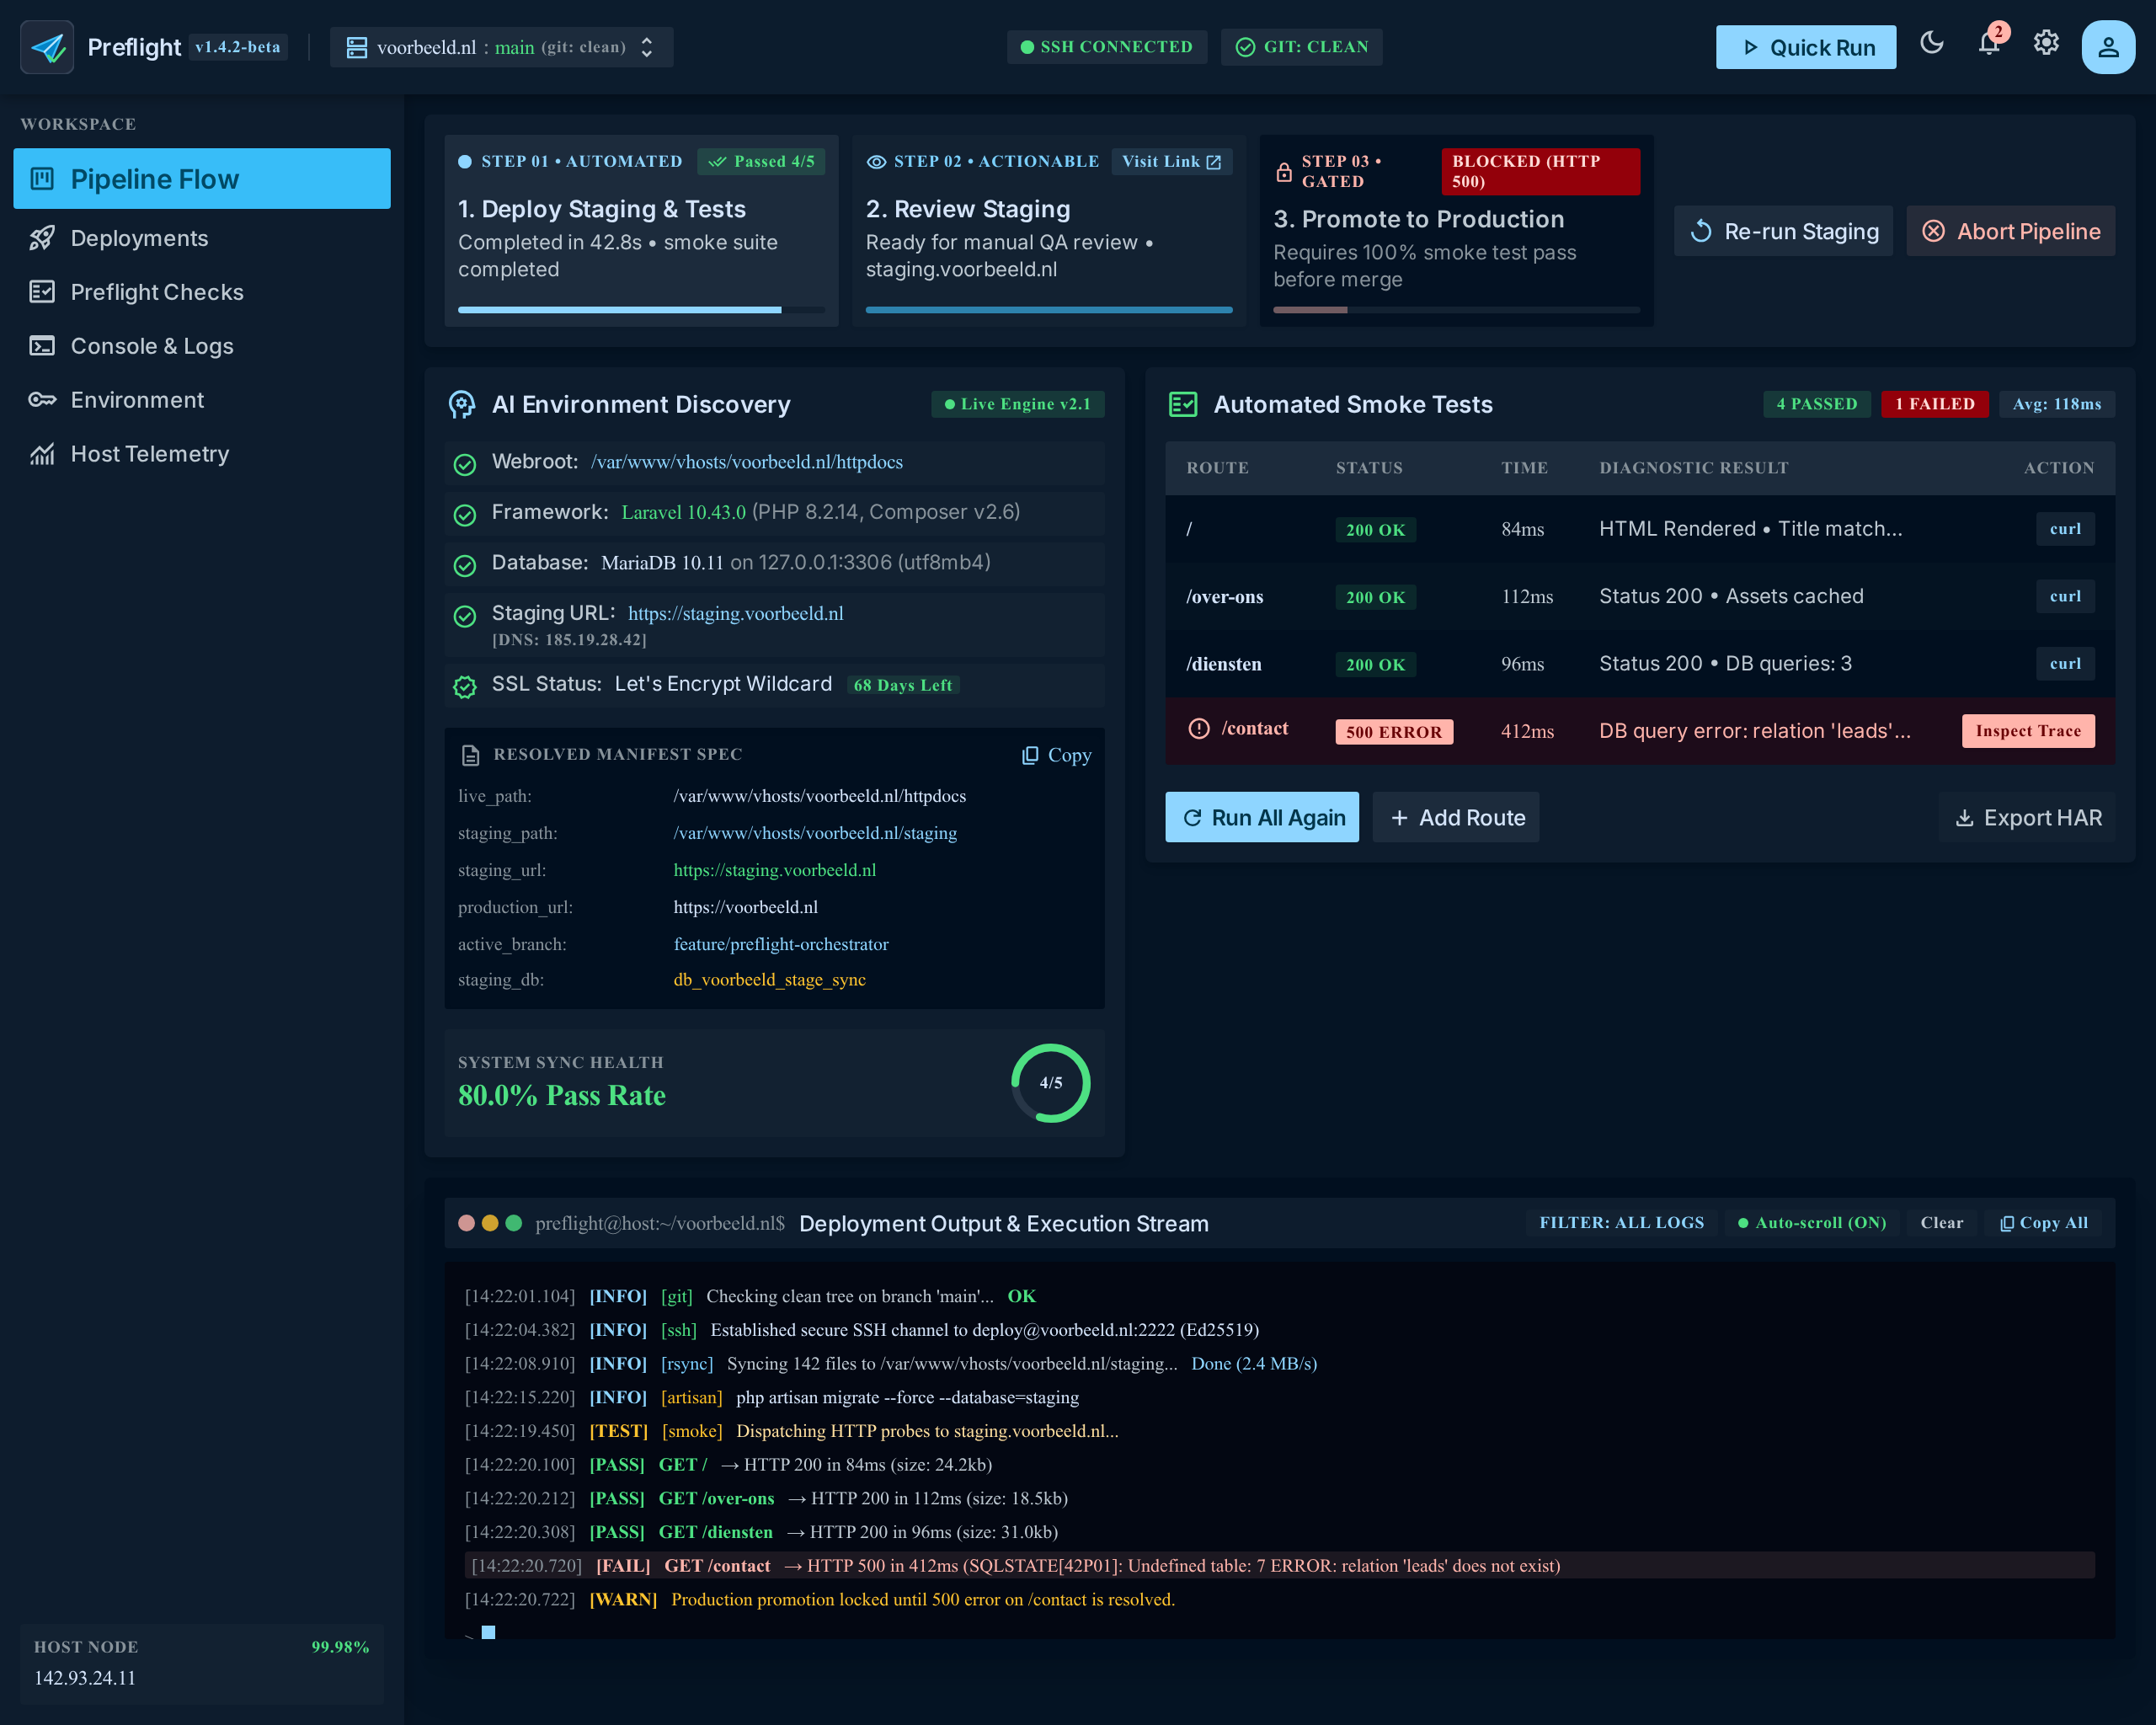 Preflight v1.4.2-beta
voorbeeld.nl : main (git: clean)
SSH CONNECTED
GIT: CLEAN
Quick Run
2
WORKSPACE
Pipeline Flow
Deployments
Preflight Checks
Console & Logs
Environment
Host Telemetry
HOST NODE 99.98%
142.93.24.11
STEP 01 • AUTOMATED Passed 4/5
1. Deploy Staging & Tests
Completed in 42.8s • smoke suite
completed
STEP 02 • ACTIONABLE Visit Link
2. Review Staging
Ready for manual QA review •
staging.voorbeeld.nl
STEP 03 •
GATED
BLOCKED (HTTP
500)
3. Promote to Production
Requires 100% smoke test pass
before merge
Re-run Staging
Abort Pipeline
AI Environment Discovery Live Engine v2.1
Webroot: /var/www/vhosts/voorbeeld.nl/httpdocs
Framework: Laravel 10.43.0 (PHP 8.2.14, Composer v2.6)
Database: MariaDB 10.11 on 127.0.0.1:3306 (utf8mb4)
Staging URL: https://staging.voorbeeld.nl
[DNS: 185.19.28.42]
SSL Status: Let's Encrypt Wildcard 68 Days Left
RESOLVED MANIFEST SPEC Copy
live_path: /var/www/vhosts/voorbeeld.nl/httpdocs
staging_path: /var/www/vhosts/voorbeeld.nl/staging
staging_url: https://staging.voorbeeld.nl
production_url: https://voorbeeld.nl
active_branch: feature/preflight-orchestrator
staging_db: db_voorbeeld_stage_sync
SYSTEM SYNC HEALTH
80.0% Pass Rate
4/5
Automated Smoke Tests 4 PASSED 1 FAILED Avg: 118ms
ROUTE STATUS TIME DIAGNOSTIC RESULT ACTION
/ 200 OK 84ms HTML Rendered • Title match... curl
/over-ons 200 OK 112ms Status 200 • Assets cached curl
/diensten 200 OK 96ms Status 200 • DB queries: 3 curl
/contact 500 ERROR 412ms DB query error: relation 'leads'... Inspect Trace
Run All Again
Add Route
Export HAR
preflight@host:~/voorbeeld.nl$ Deployment Output & Execution Stream FILTER: ALL LOGS Auto-scroll (ON) Clear Copy All
[14:22:01.104] [INFO] [git] Checking clean tree on branch 'main'... OK
[14:22:04.382] [INFO] [ssh] Established secure SSH channel to deploy@voorbeeld.nl:2222 (Ed25519)
[14:22:08.910] [INFO] [rsync] Syncing 142 files to /var/www/vhosts/voorbeeld.nl/staging... Done (2.4 MB/s)
[14:22:15.220] [INFO] [artisan] php artisan migrate --force --database=staging
[14:22:19.450] [TEST] [smoke] Dispatching HTTP probes to staging.voorbeeld.nl...
[14:22:20.100] [PASS] GET / → HTTP 200 in 84ms (size: 24.2kb)
[14:22:20.212] [PASS] GET /over-ons → HTTP 200 in 112ms (size: 18.5kb)
[14:22:20.308] [PASS] GET /diensten → HTTP 200 in 96ms (size: 31.0kb)
[14:22:20.720] [FAIL] GET /contact → HTTP 500 in 412ms (SQLSTATE[42P01]: Undefined table: 7 ERROR: relation 'leads' does not exist)
[14:22:20.722] [WARN] Production promotion locked until 500 error on /contact is resolved.